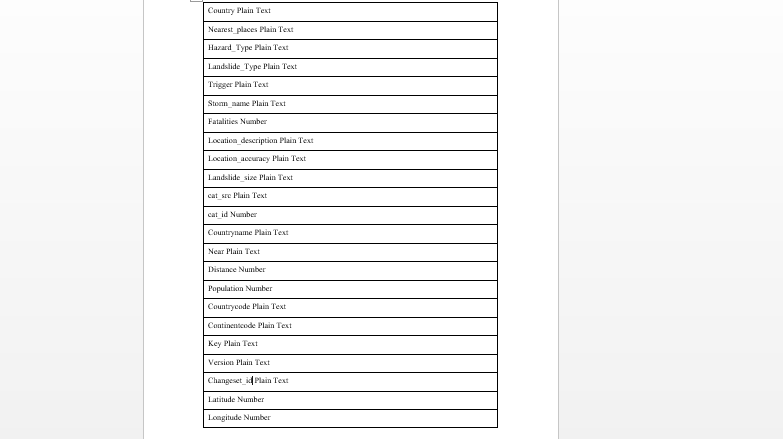 Country Plain Text
Nearest_places Plain Text
Hazard_Type Plain Text
Landslide_Type Plain Text
Trigger Plain Text
Storm_name Plain Text
Fatalities Number
Location_description Plain Text
Location_accuracy Plain Text
Landslide_size Plain Text
cat_src Plain Text
cat_id Number
Countryname Plain Text
Near Plain Text
Distance Number
Population Number
Countrycode Plain Text
Continentcode Plain Text
Key Plain Text
Version Plain Text
Changeset_id Plain Text
Latitude Number
Longitude Number